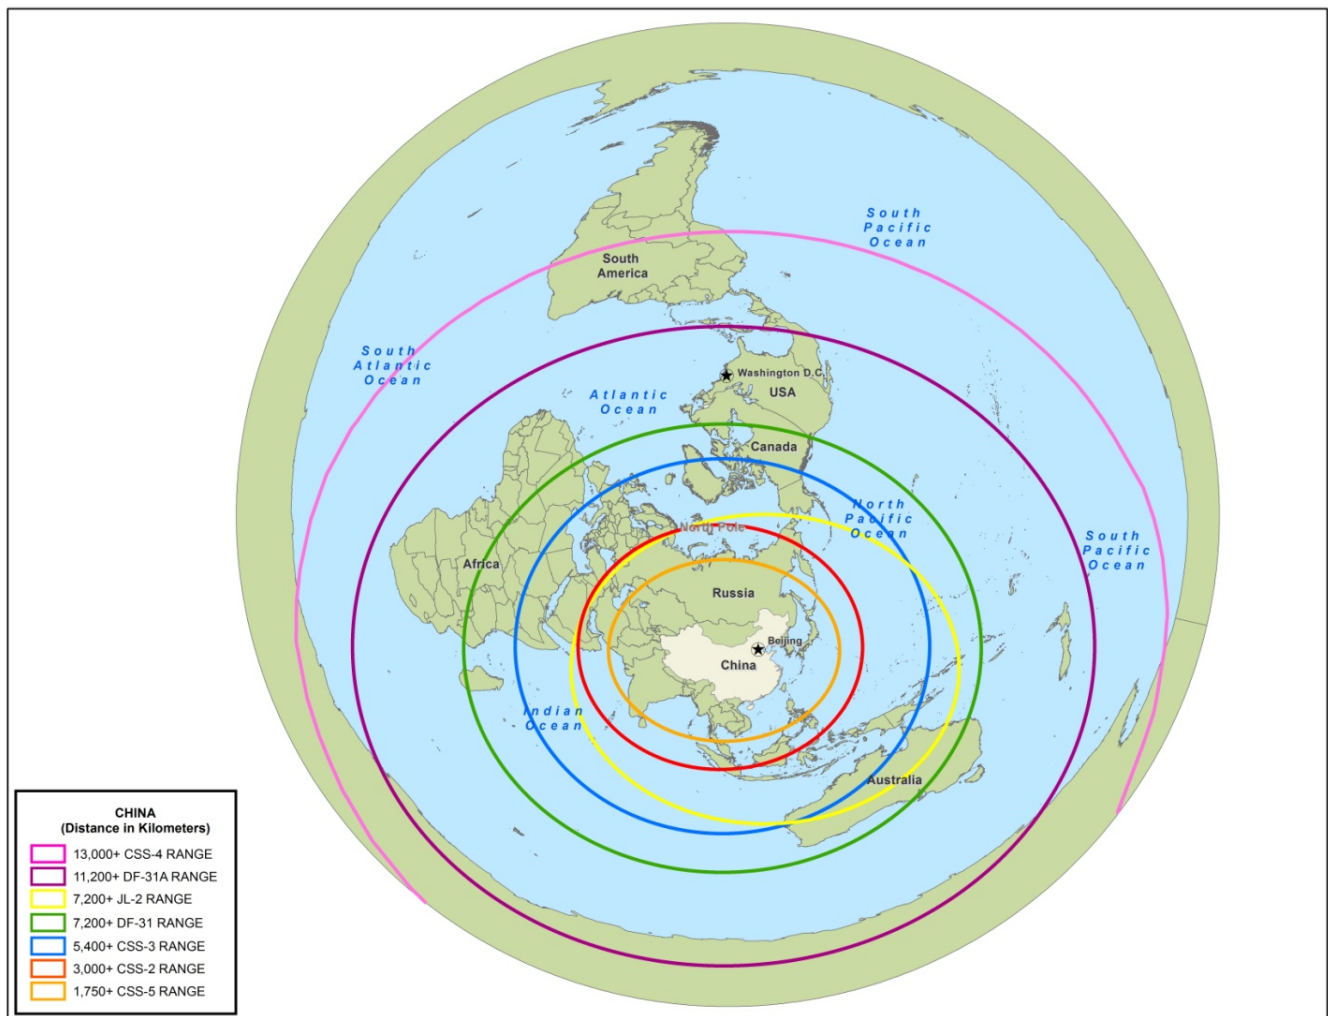 South
Pacific
Ocean
South
America
South
Atlantic
Ocean
Washington D.C.
USA
Atlantic
Ocean
Canada
North
Pacific
Ocean
North Pole
South
Pacific
Ocean
Africa
Russia
Beijing
China
Indian
Ocean
Australia
CHINA
(Distance in Kilometers)
13,000+ CSS-4 RANGE
11,200+ DF-31A RANGE
7,200+ JL-2 RANGE
7,200+ DF-31 RANGE
5,400+ CSS-3 RANGE
3,000+ CSS-2 RANGE
1,750+ CSS-5 RANGE